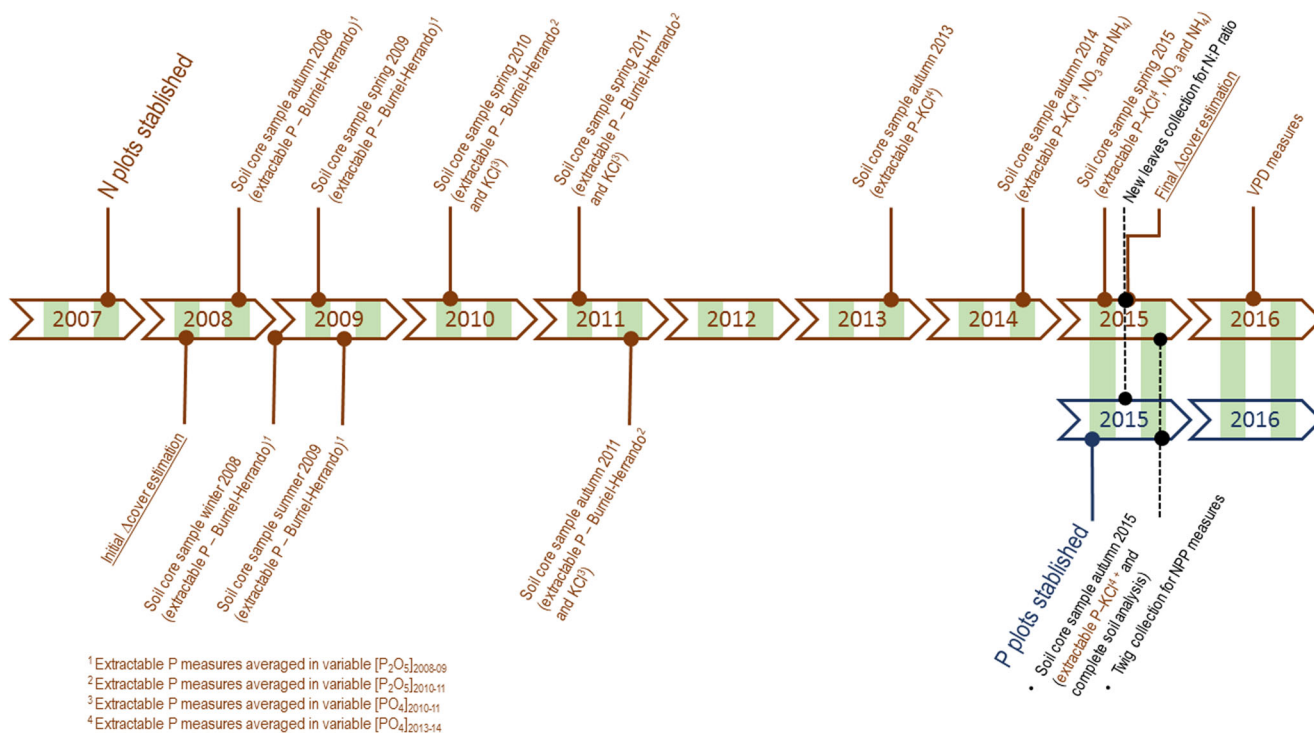 N plots stablished
Soil core sample autumn 2008
(extractable P – Burriel-Herrando)¹
Soil core sample spring 2009
(extractable P – Burriel-Herrando)¹
Soil core sample spring 2010
(extractable P – Burriel-Herrando²
and KCl³)
Soil core sample spring 2011
(extractable P – Burriel-Herrando²
and KCl³)
Soil core sample autumn 2013
(extractable P–KCl⁴)
Soil core sample autumn 2014
(extractable P–KCl⁴, NO₃ and NH₄)
Soil core sample spring 2015
(extractable P–KCl⁴, NO₃ and NH₄)
New leaves collection for N:P ratio
Final Δcover estimation
VPD measures
2007
2008
2009
2010
2011
2012
2013
2014
2015
2016
2015
2016
Initial Δcover estimation
Soil core sample winter 2008
(extractable P – Burriel-Herrando)¹
Soil core sample summer 2009
(extractable P – Burriel-Herrando)¹
Soil core sample autumn 2011
(extractable P – Burriel-Herrando²
and KCl³)
P plots stablished
• Soil core sample autumn 2015
(extractable P–KCl⁴ + and
complete soil analysis)
• Twig collection for NPP measures
¹ Extractable P measures averaged in variable [P₂O₅]₂₀₀₈₋₀₉
² Extractable P measures averaged in variable [P₂O₅]₂₀₁₀₋₁₁
³ Extractable P measures averaged in variable [PO₄]₂₀₁₀₋₁₁
⁴ Extractable P measures averaged in variable [PO₄]₂₀₁₃₋₁₄